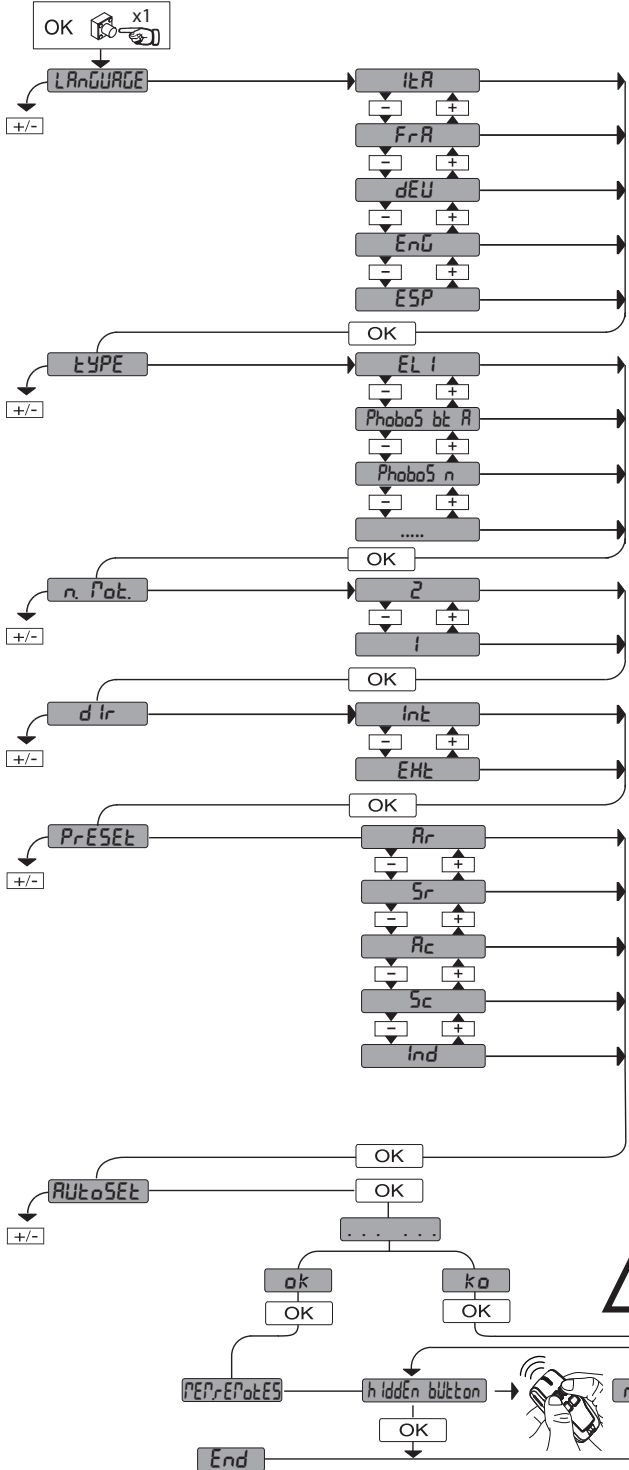 OK x1
LAnGUAGE
ItA
+/-
- +
FrA
- +
dEU
- +
EnG
- +
ESP
OK
tYPE
EL I
+/-
- +
PhoboS bt A
- +
PhoboS n
- +
.....
OK
n. Mot.
2
+/-
- +
1
OK
dIr
Int
+/-
- +
EHt
OK
PrESEt
Ar
+/-
- +
Sr
- +
Ac
- +
Sc
- +
Ind
OK
AUtoSEt
OK
+/-
... ...
ok
ko
OK
OK
MEM,rEMotES
hIddEn bUtton
OK
End